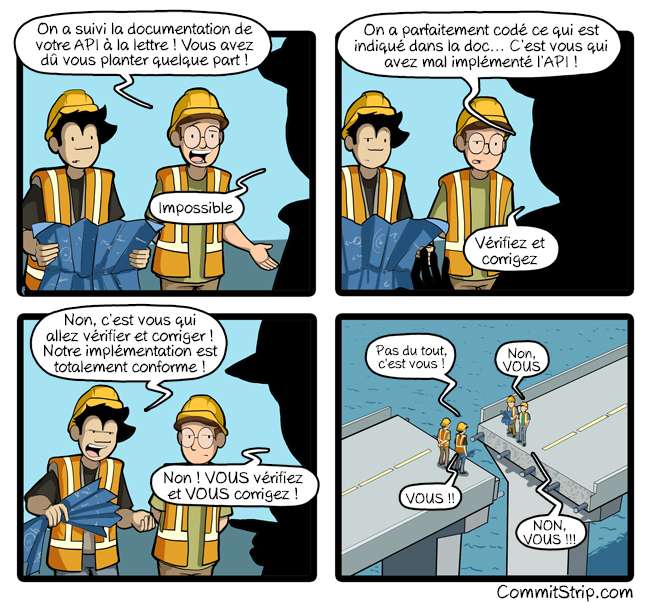 On a suivi la documentation de
votre API à la lettre ! Vous avez
dû vous planter quelque part !
Impossible
On a parfaitement codé ce qui est
indiqué dans la doc... C'est vous qui
avez mal implémenté l'API !
Vérifiez et
corrigez
Non, c'est vous qui
allez vérifier et corriger !
Notre implémentation est
totalement conforme !
Non ! VOUS vérifiez
et VOUS corrigez !
Pas du tout,
c'est vous !
Non,
VOUS
VOUS !!
NON,
VOUS !!!
CommitStrip.com